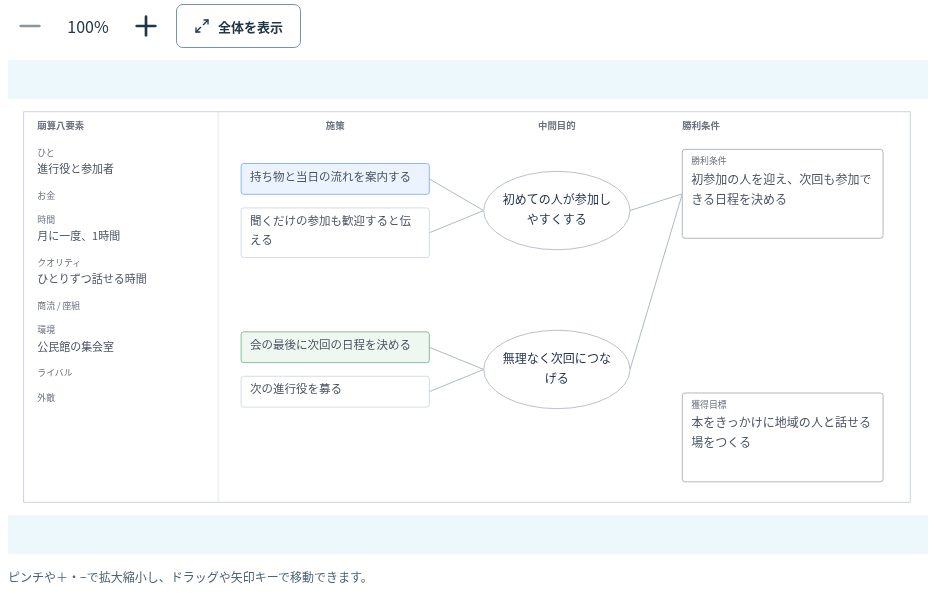 100%
全体を表示
廟算八要素
施策
中間目的
勝利条件
ひと
進行役と参加者
お金
時間
月に一度、1時間
クオリティ
ひとりずつ話せる時間
商流 / 座組
環境
公民館の集会室
ライバル
外敵
持ち物と当日の流れを案内する
聞くだけの参加も歓迎すると伝
える
会の最後に次回の日程を決める
次の進行役を募る
初めての人が参加し
やすくする
無理なく次回につな
げる
勝利条件
初参加の人を迎え、次回も参加で
きる日程を決める
獲得目標
本をきっかけに地域の人と話せる
場をつくる
ピンチや＋・−で拡大縮小し、ドラッグや矢印キーで移動できます。